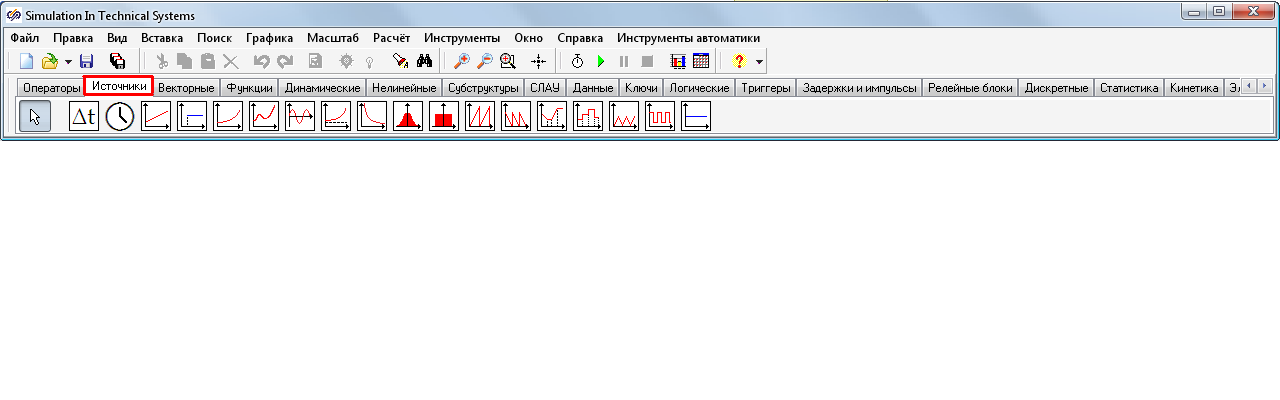 Simulation In Technical Systems
Файл Правка Вид Вставка Поиск Графика Масштаб Расчёт Инструменты Окно Справка Инструменты автоматики
Операторы Источники Векторные Функции Динамические Нелинейные Субструктуры СЛАУ Данные Ключи Логические Триггеры Задержки и импульсы Релейные блоки Дискретные Статистика Кинетика
Δt